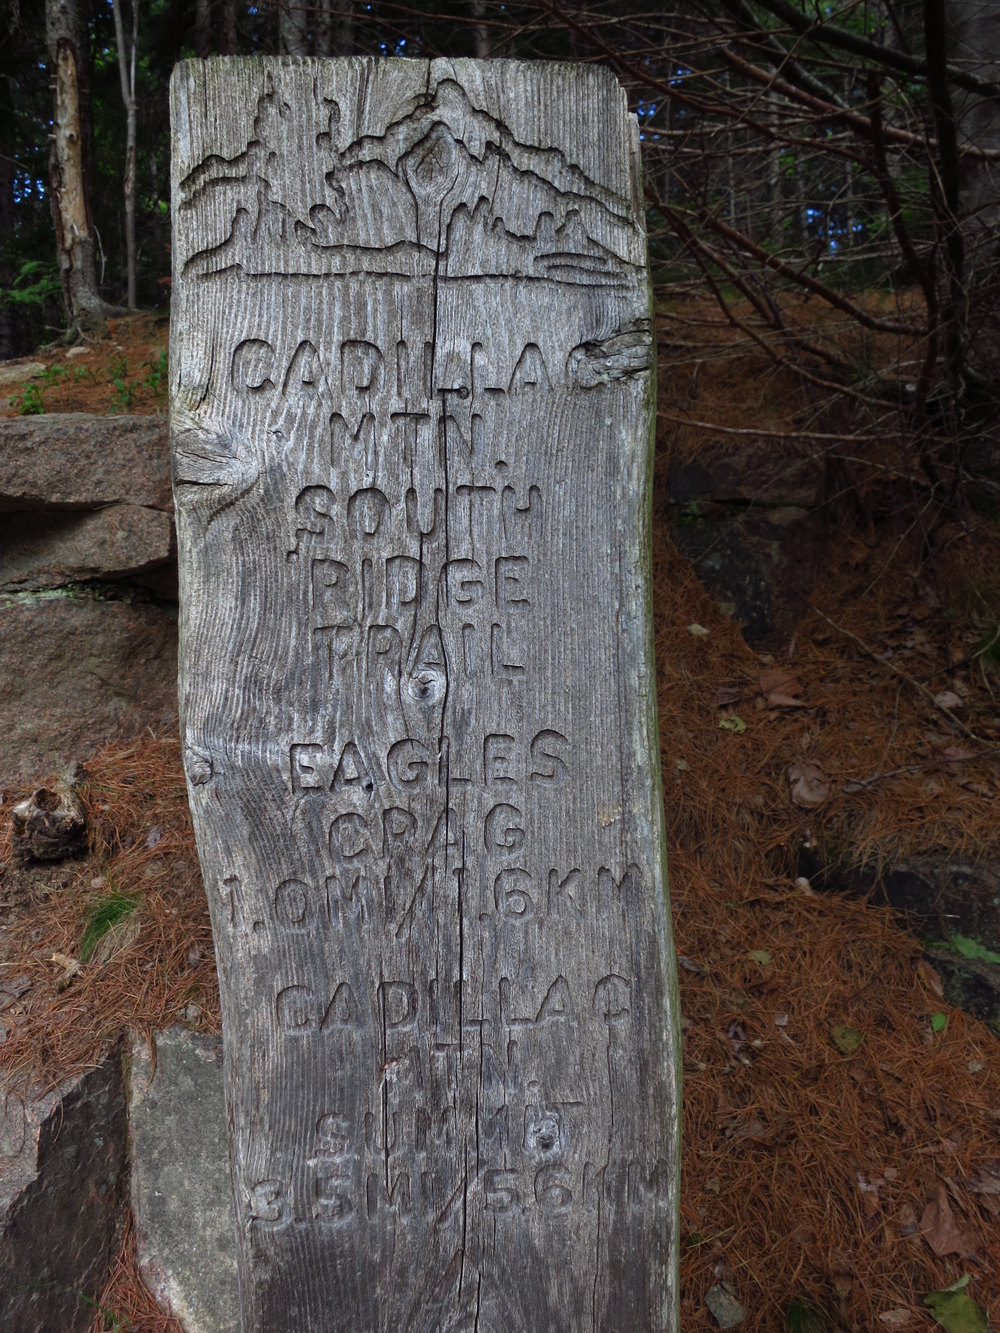 CADILLAC
MTN.
SOUTH
RIDGE
TRAIL
EAGLES
CRAG
1.0MI/1.6KM
CADILLAC
MTN.
SUMMIT
3.5MI/5.6KM